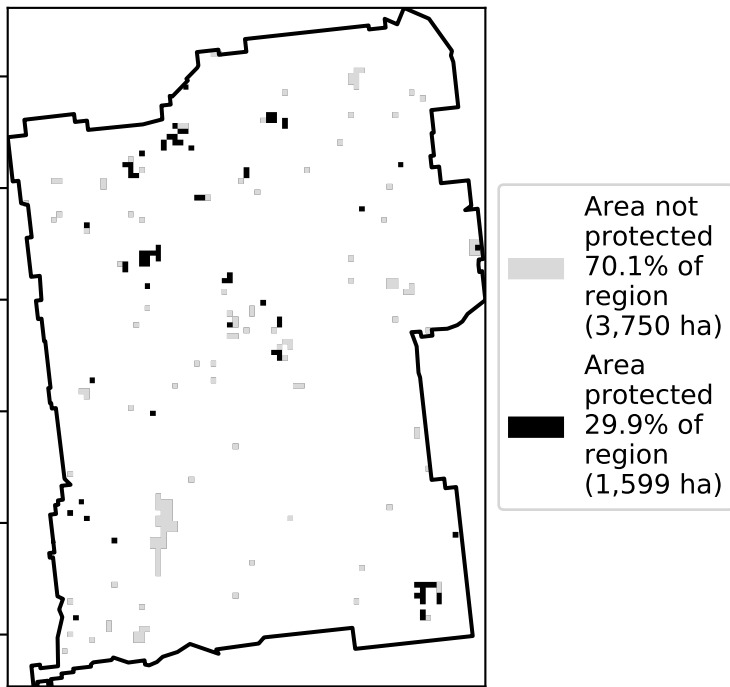 Area not
protected
70.1% of
region
(3,750 ha)
Area
protected
29.9% of
region
(1,599 ha)